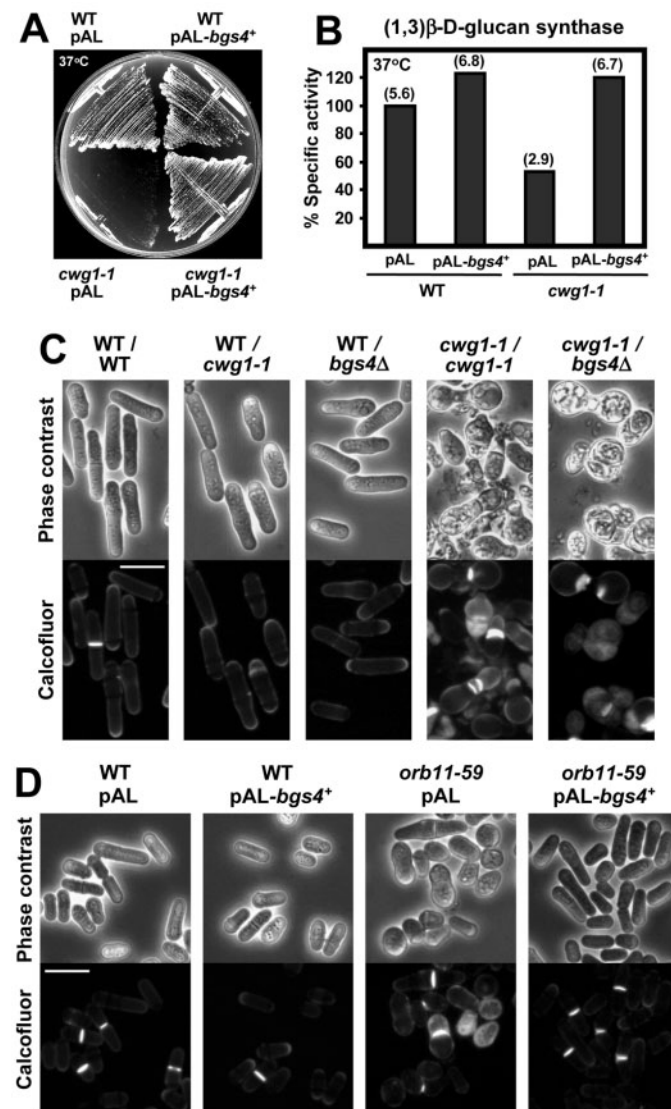 A
WT
pAL
WT
pAL-bgs4+
37°C
cwg1-1
pAL
cwg1-1
pAL-bgs4+
B
(1,3)β-D-glucan synthase
37°C
% Specific activity
120
100
80
60
40
20
(5.6)
(6.8)
(2.9)
(6.7)
pAL
pAL-bgs4+
pAL
pAL-bgs4+
WT
cwg1-1
C
WT /
WT
WT /
cwg1-1
WT /
bgs4Δ
cwg1-1 /
cwg1-1
cwg1-1 /
bgs4Δ
Phase contrast
Calcofluor
D
WT
pAL
WT
pAL-bgs4+
orb11-59
pAL
orb11-59
pAL-bgs4+
Phase contrast
Calcofluor